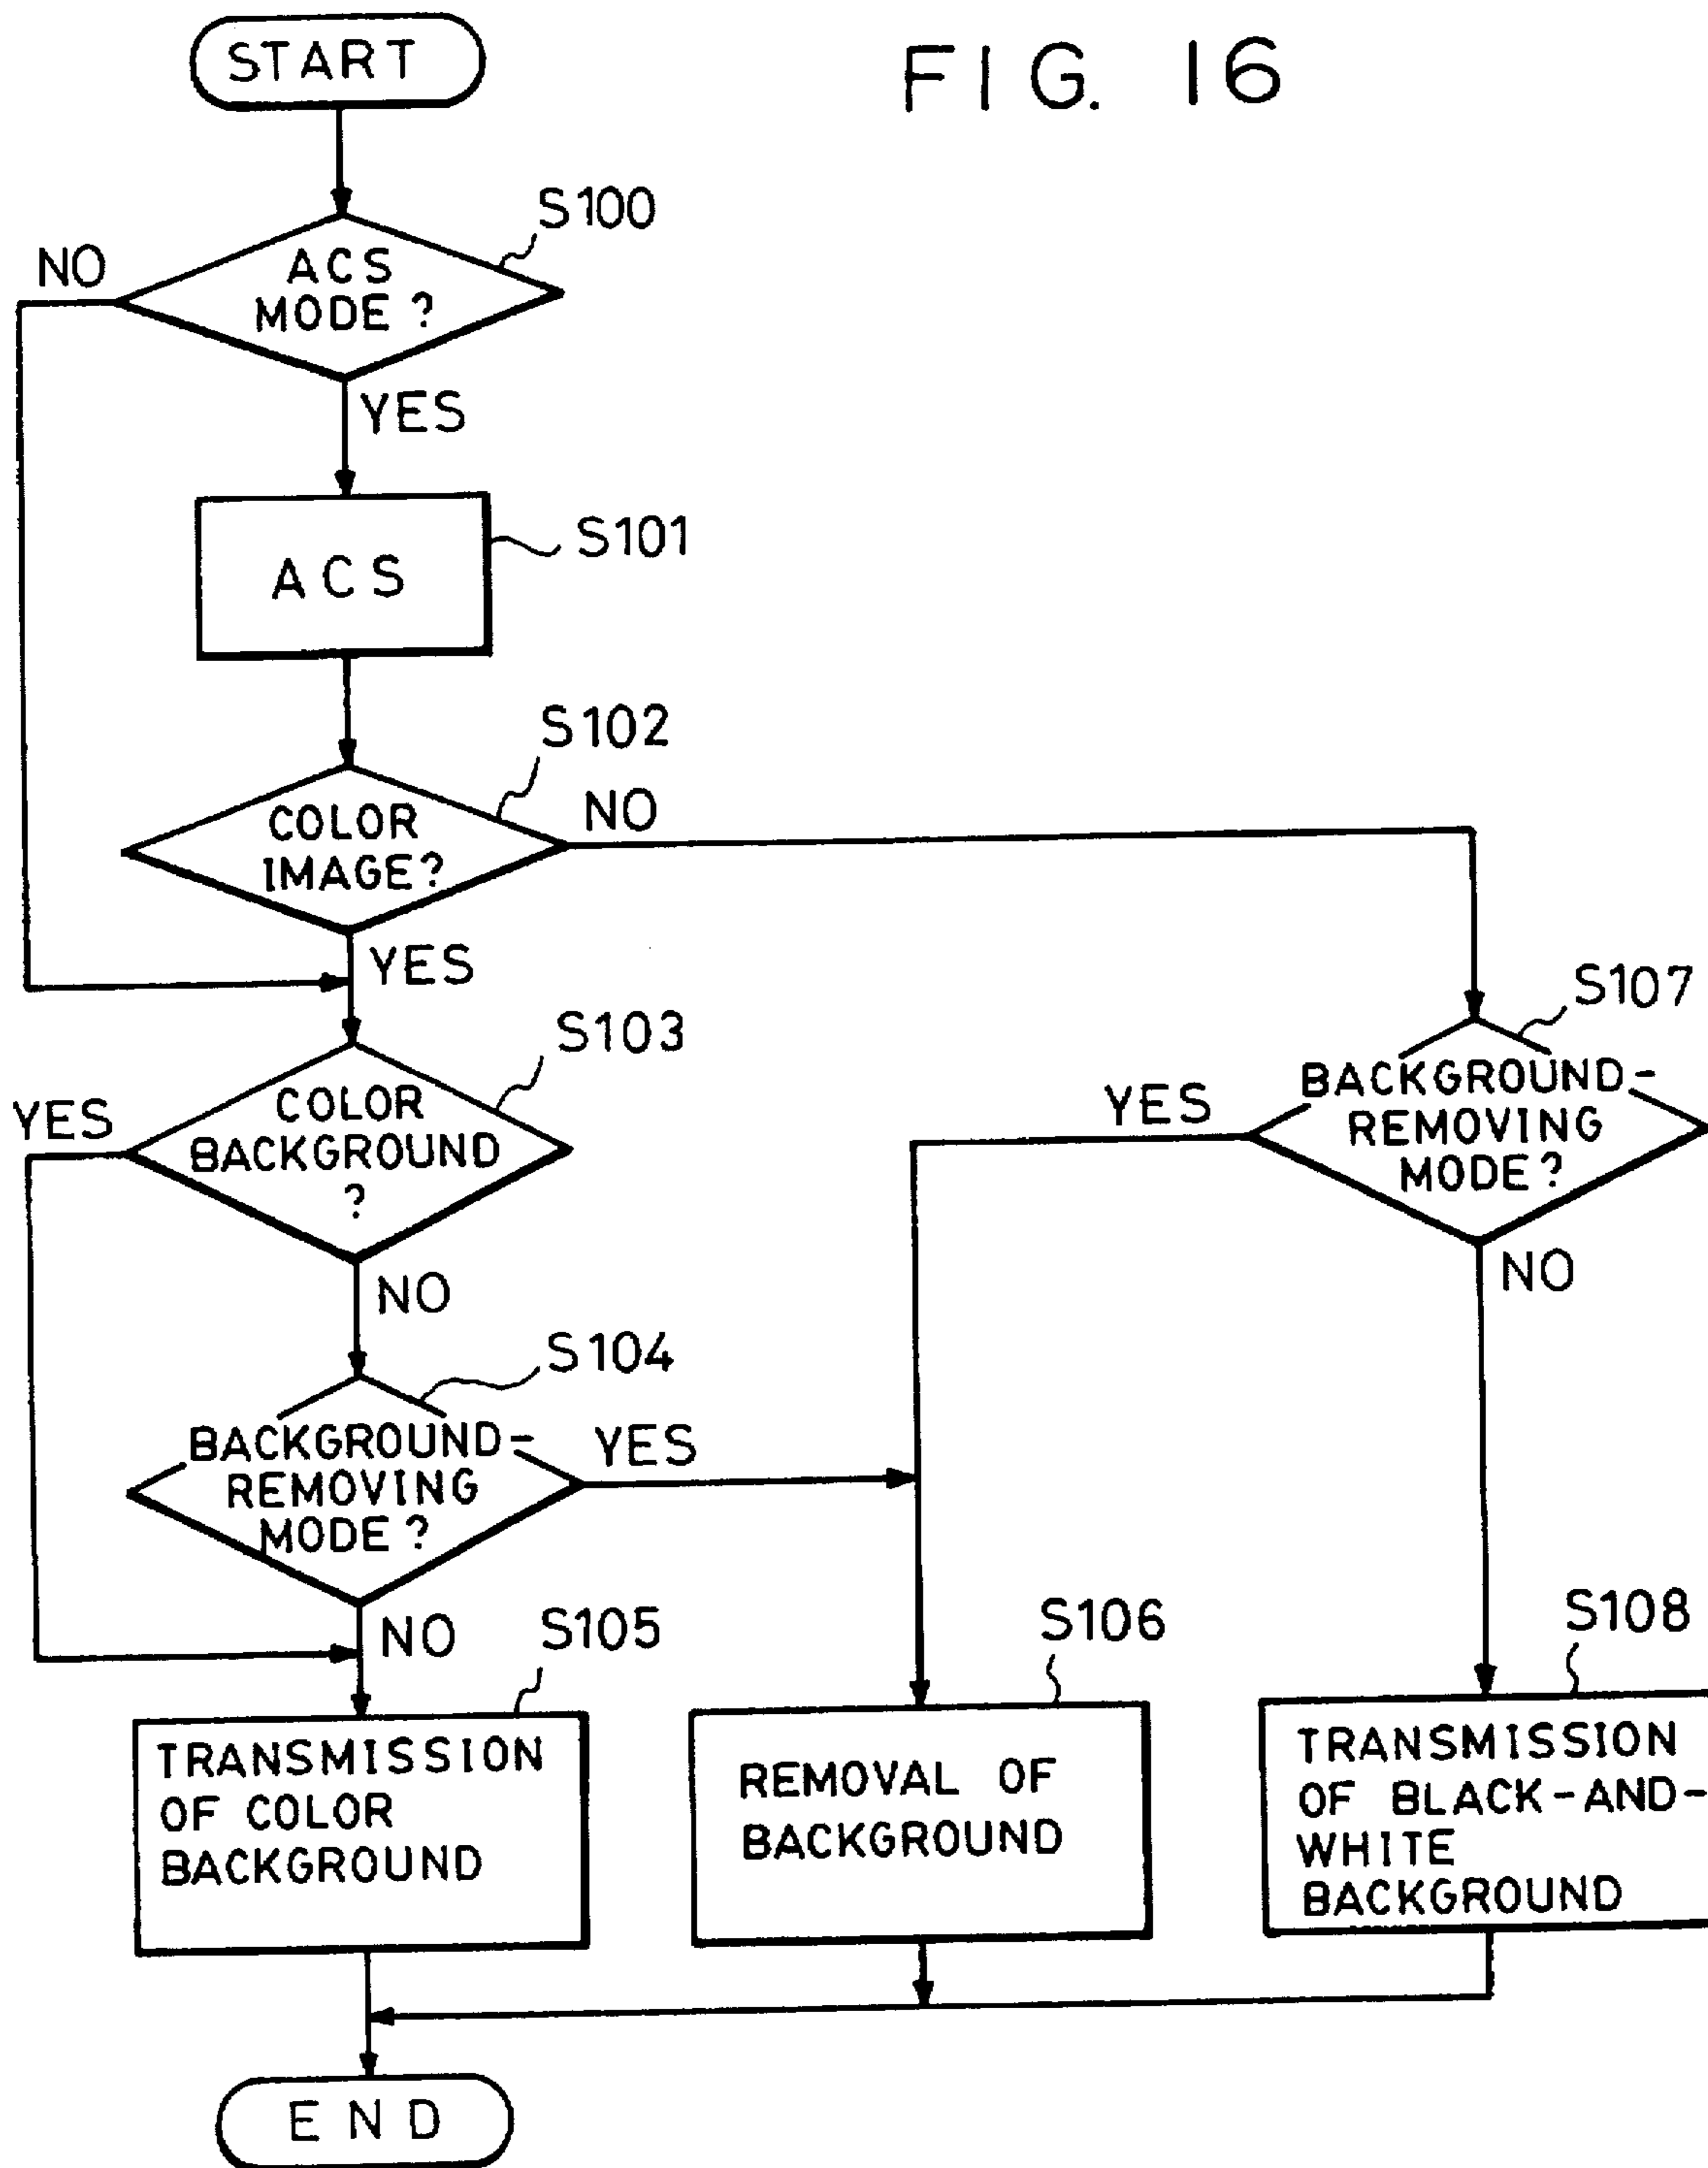 START
FIG. 16
S100
NO
ACS
MODE?
YES
S101
ACS
S102
COLOR
IMAGE?
NO
YES
S103
YES
COLOR
BACKGROUND
?
NO
S107
YES
BACKGROUND-
REMOVING
MODE?
NO
S104
BACKGROUND-
REMOVING
MODE?
YES
NO
S105
TRANSMISSION
OF COLOR
BACKGROUND
S106
REMOVAL OF
BACKGROUND
S108
TRANSMISSION
OF BLACK-AND-
WHITE
BACKGROUND
END